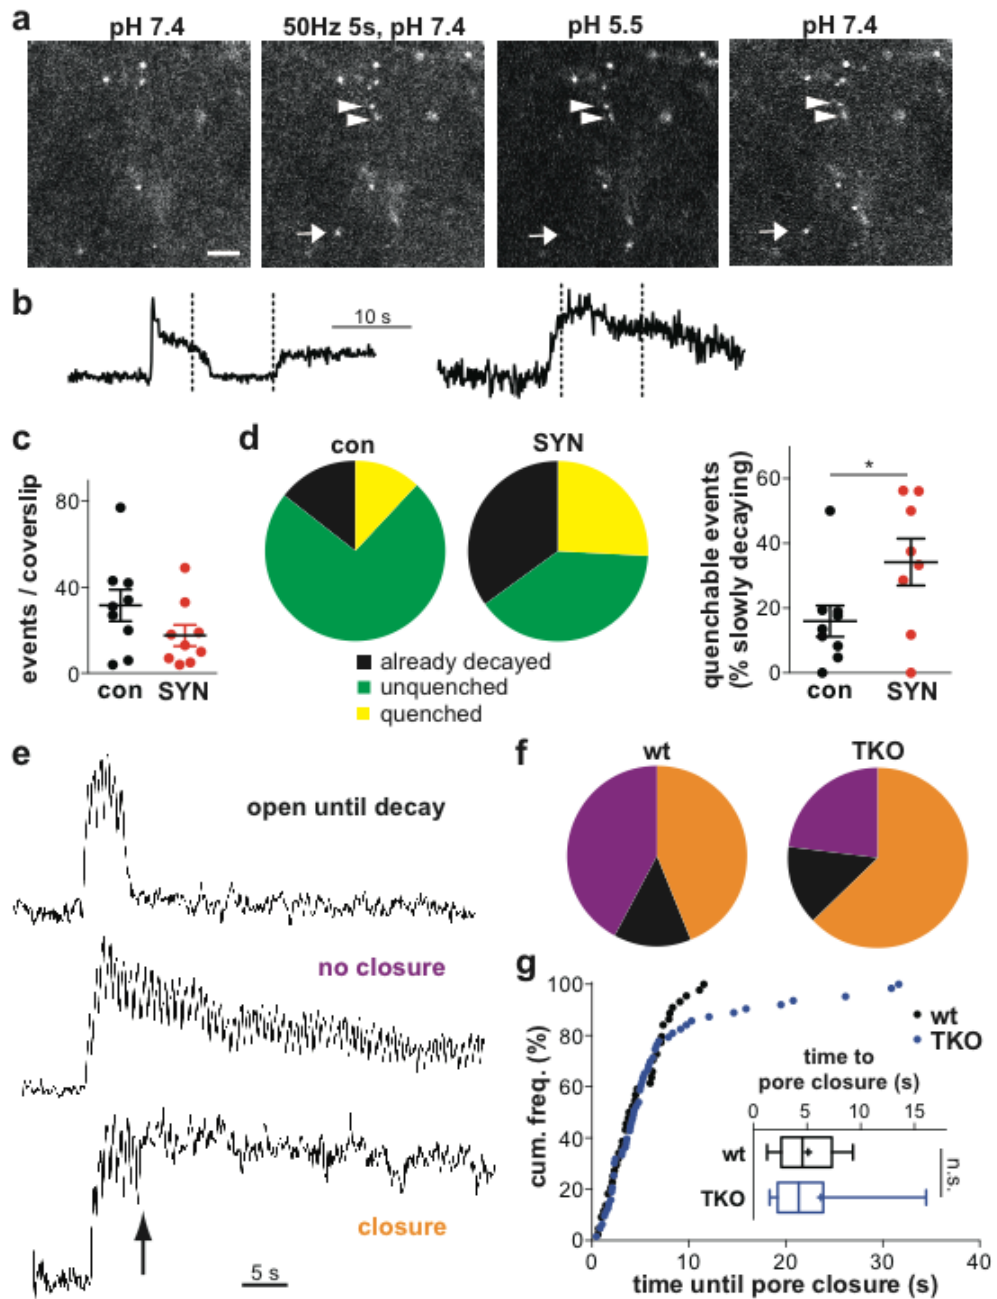 a
pH 7.4
50Hz 5s, pH 7.4
pH 5.5
pH 7.4
b
10 s
c
events / coverslip
80
40
0
con
SYN
d
con
SYN
already decayed
unquenched
quenched
quenchable events
(% slowly decaying)
60
40
20
0
*
con
SYN
e
open until decay
no closure
closure
5 s
f
wt
TKO
g
cum. freq. (%)
100
80
60
40
20
0
0
10
20
30
40
time until pore closure (s)
wt
TKO
time to
pore closure (s)
0
5
10
15
wt
TKO
n.s.